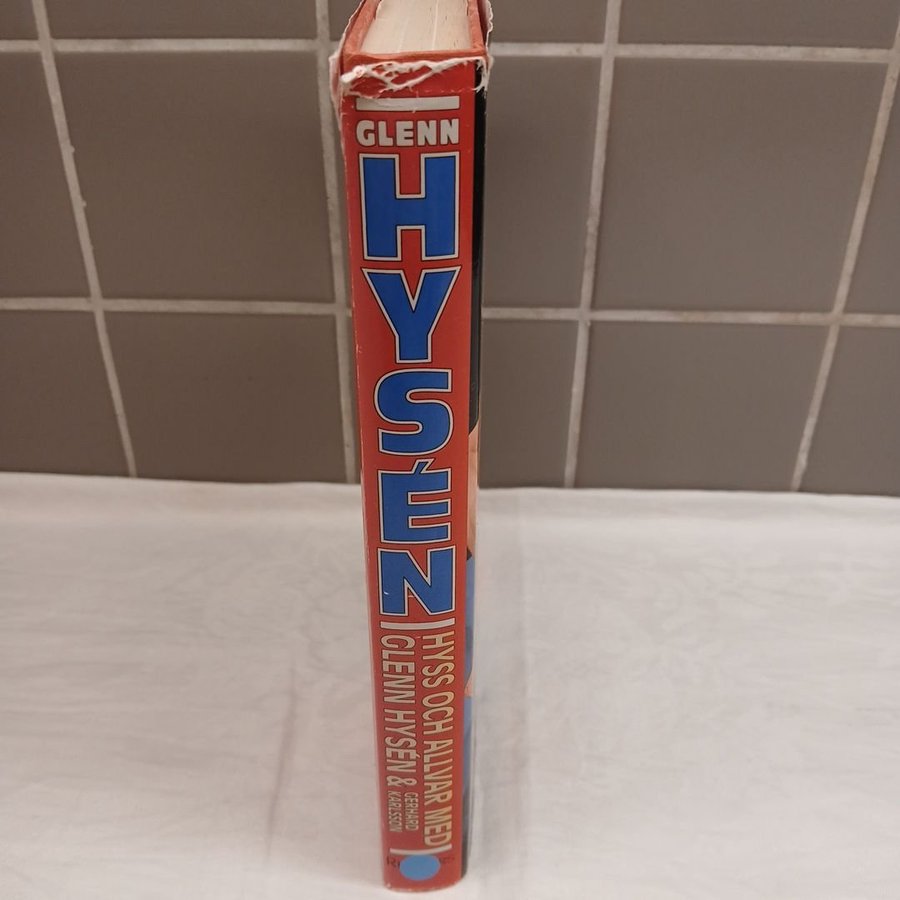 GLENN
HYSÉN
HYSS OCH ALLVAR MED
GLENN HYSÉN &
GERHARD
KARLSSON